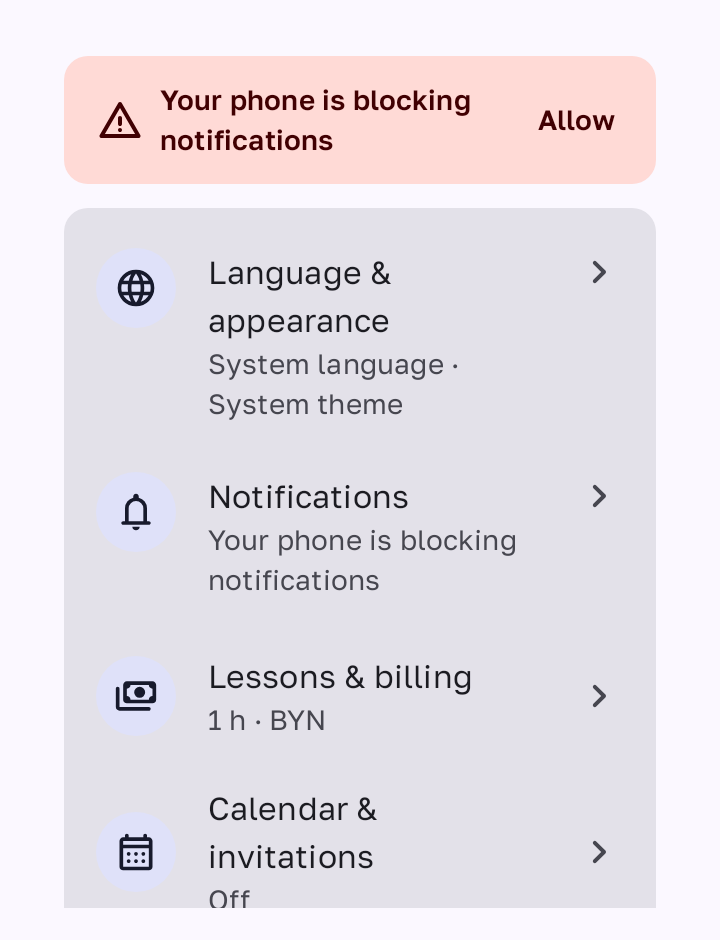 Your phone is blocking
notifications
Allow
Language &
appearance
System language ·
System theme
Notifications
Your phone is blocking
notifications
Lessons & billing
1 h · BYN
Calendar &
invitations
Off